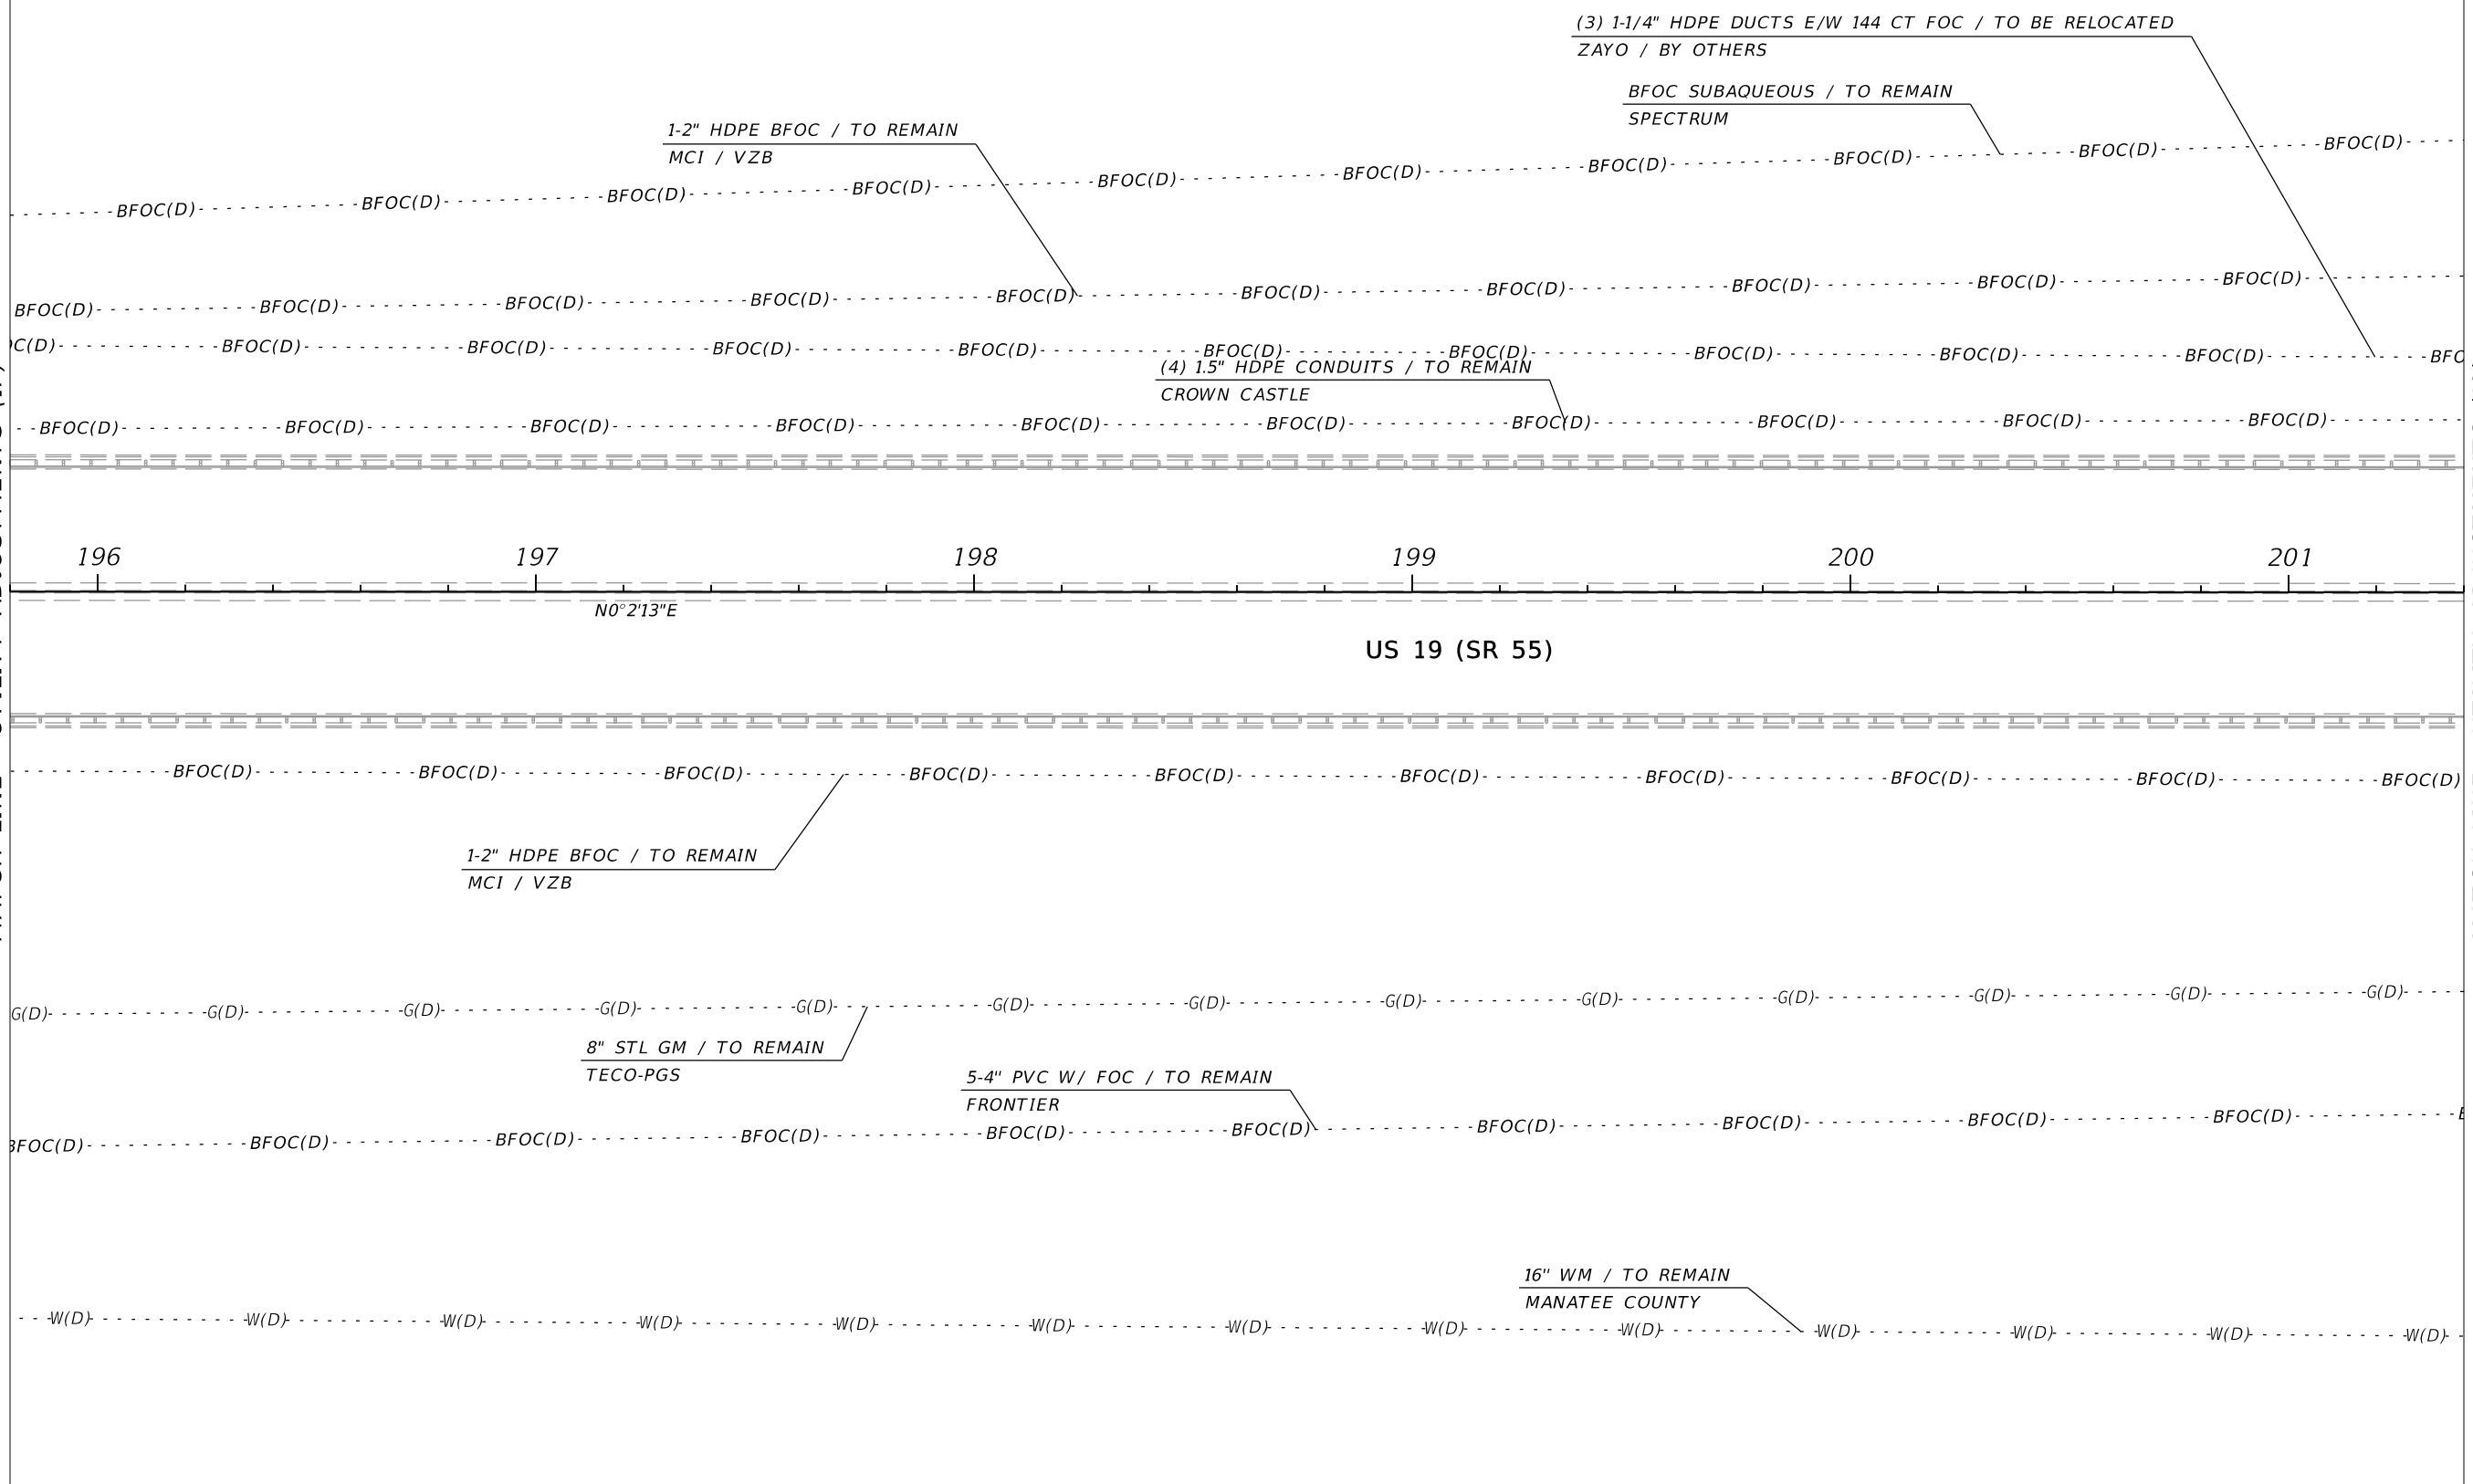 (3) 1-1/4" HDPE DUCTS E/W 144 CT FOC / TO BE RELOCATED
ZAYO / BY OTHERS
BFOC SUBAQUEOUS / TO REMAIN
SPECTRUM
1-2" HDPE BFOC / TO REMAIN
MCI / VZB
BFOC(D) BFOC(D) BFOC(D) BFOC(D) BFOC(D) BFOC(D) BFOC(D) BFOC(D) BFOC(D) BFOC(D)
BFOC(D) BFOC(D) BFOC(D) BFOC(D) BFOC(D) BFOC(D) BFOC(D) BFOC(D) BFOC(D) BFOC(D)
OC(D) BFOC(D) BFOC(D) BFOC(D) BFOC(D) BFOC(D) BFOC(D) BFOC(D) BFOC(D) BFOC(D) BFO
(4) 1.5" HDPE CONDUITS / TO REMAIN
CROWN CASTLE
BFOC(D) BFOC(D) BFOC(D) BFOC(D) BFOC(D) BFOC(D) BFOC(D) BFOC(D) BFOC(D) BFOC(D)
196 197 198 199 200 201
N0°2'13"E
US 19 (SR 55)
BFOC(D) BFOC(D) BFOC(D) BFOC(D) BFOC(D) BFOC(D) BFOC(D) BFOC(D) BFOC(D) BFOC(D)
1-2" HDPE BFOC / TO REMAIN
MCI / VZB
G(D) G(D) G(D) G(D) G(D) G(D) G(D) G(D) G(D) G(D) G(D) G(D) G(D)
8" STL GM / TO REMAIN
TECO-PGS
5-4" PVC W/ FOC / TO REMAIN
FRONTIER
BFOC(D) BFOC(D) BFOC(D) BFOC(D) BFOC(D) BFOC(D) BFOC(D) BFOC(D) BFOC(D) BFOC(D)
16" WM / TO REMAIN
MANATEE COUNTY
W(D) W(D) W(D) W(D) W(D) W(D) W(D) W(D) W(D) W(D) W(D) W(D) W(D)